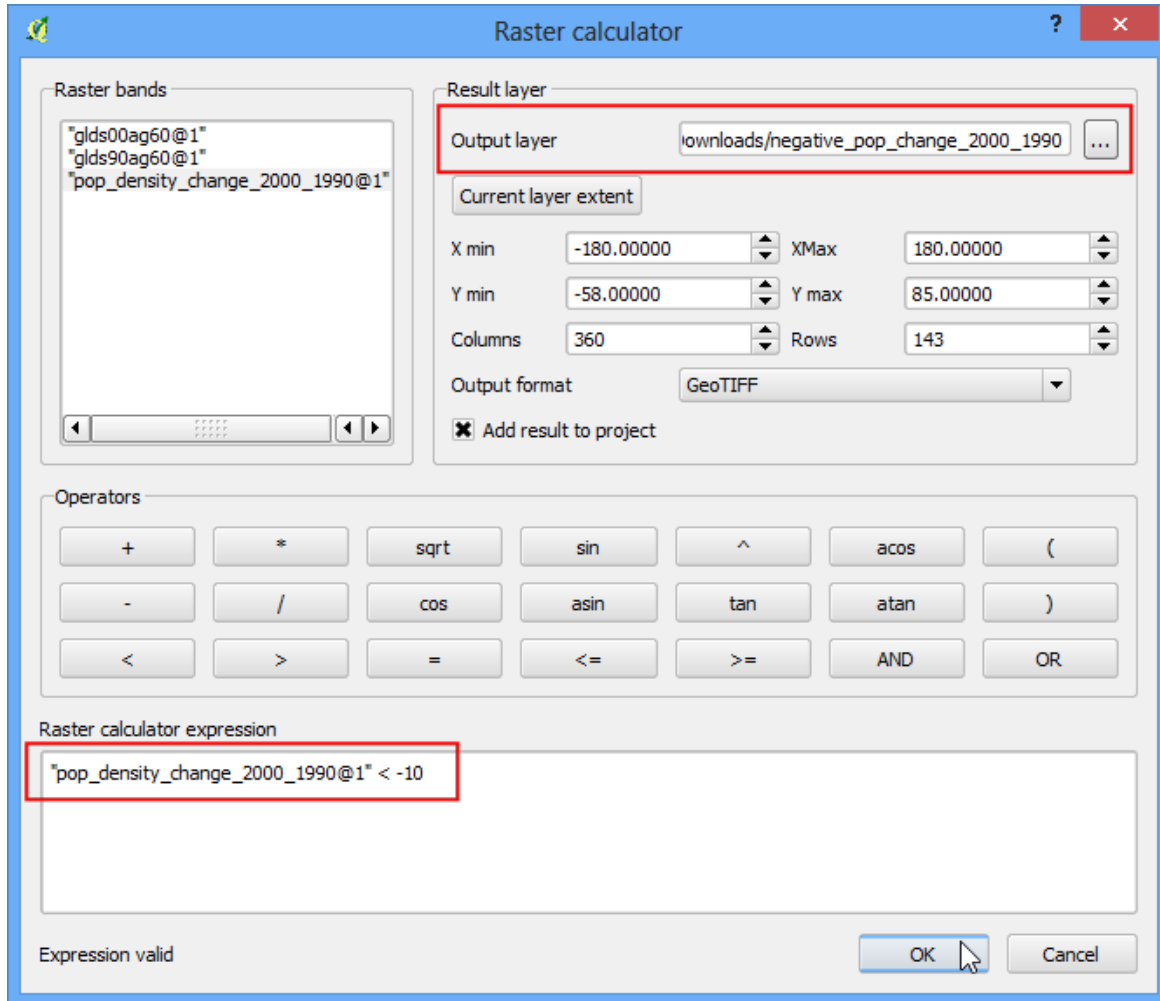 Raster calculator
?
Raster bands
"glds00ag60@1"
"glds90ag60@1"
"pop_density_change_2000_1990@1"
Result layer
Output layer
ownloads/negative_pop_change_2000_1990
...
Current layer extent
X min -180.00000 XMax 180.00000
Y min -58.00000 Y max 85.00000
Columns 360 Rows 143
Output format GeoTIFF
Add result to project
Operators
+ * sqrt sin ^ acos (
- / cos asin tan atan )
< > = <= >= AND OR
Raster calculator expression
"pop_density_change_2000_1990@1" < -10
Expression valid
OK Cancel